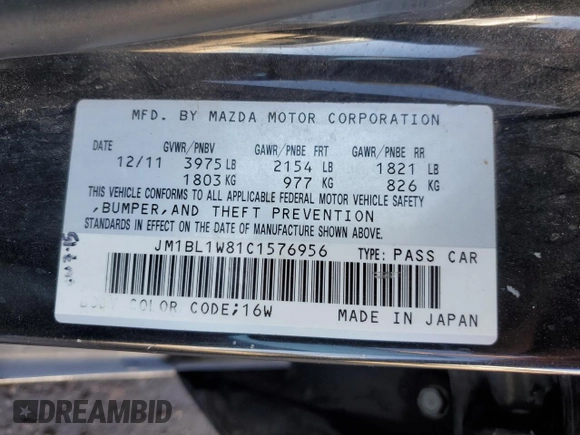 MFD. BY MAZDA MOTOR CORPORATION
DATE GVWR/PNBV GAWR/PNBE FRT GAWR/PNBE RR
12/11 3975 LB 2154 LB 1821 LB
1803 KG 977 KG 826 KG
THIS VEHICLE CONFORMS TO ALL APPLICABLE FEDERAL MOTOR VEHICLE SAFETY
,BUMPER,AND THEFT PREVENTION
STANDARDS IN EFFECT ON THE DATE OF MANUFACTURE SHOWN ABOVE.
JM1BL1W81C1576956 TYPE: PASS CAR
BODY COLOR CODE;16W MADE IN JAPAN
DREAMBID